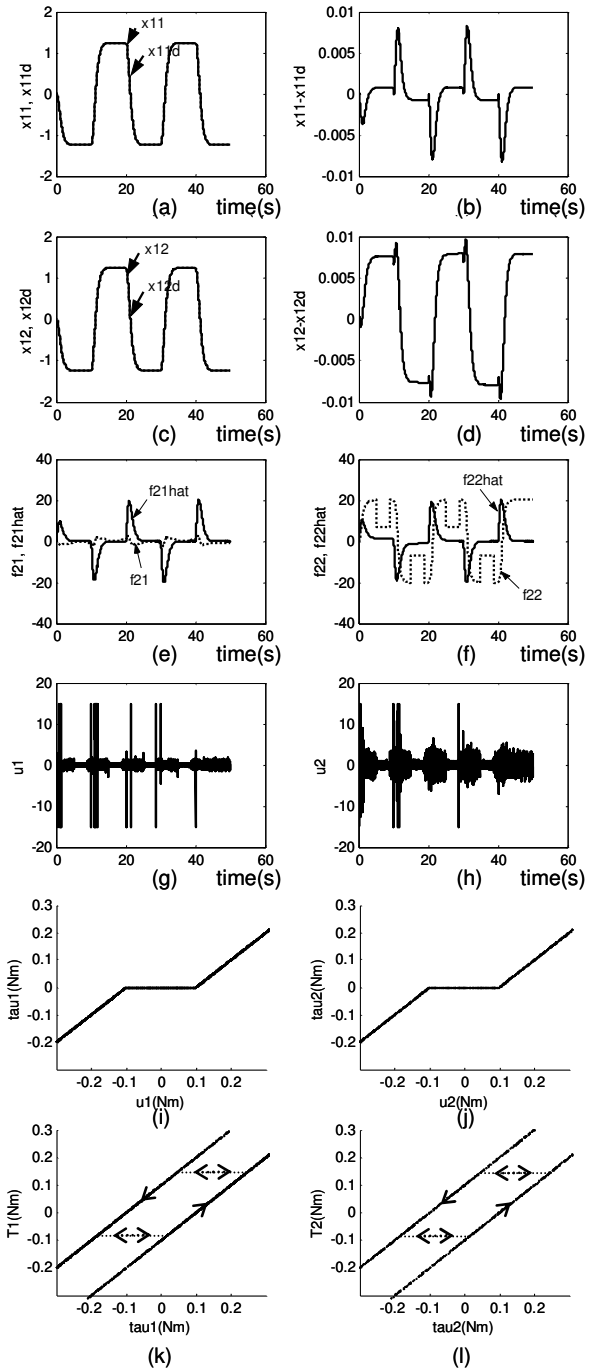 2
1
0
-1
-2
x11, x11d
x11
x11d
0 20 40 60
(a) time(s)
0.01
0.005
0
-0.005
-0.01
x11-x11d
0 20 40 60
(b) time(s)
2
1
0
-1
-2
x12, x12d
x12
x12d
0 20 40 60
(c) time(s)
0.01
0.005
0
-0.005
-0.01
x12-x12d
0 20 40 60
(d) time(s)
40
20
0
-20
-40
f21, f21hat
f21hat
f21
0 20 40 60
(e) time(s)
40
20
0
-20
-40
f22, f22hat
f22hat
f22
0 20 40 60
(f) time(s)
20
10
0
-10
-20
u1
0 20 40 60
(g) time(s)
20
10
0
-10
-20
u2
0 20 40 60
(h) time(s)
0.3
0.2
0.1
0
-0.1
-0.2
tau1(Nm)
-0.2 -0.1 0 0.1 0.2
u1(Nm)
(i)
0.3
0.2
0.1
0
-0.1
-0.2
tau2(Nm)
-0.2 -0.1 0 0.1 0.2
u2(Nm)
(j)
0.3
0.2
0.1
0
-0.1
-0.2
T1(Nm)
-0.2 -0.1 0 0.1 0.2
tau1(Nm)
(k)
0.3
0.2
0.1
0
-0.1
-0.2
T2(Nm)
-0.2 -0.1 0 0.1 0.2
tau2(Nm)
(l)